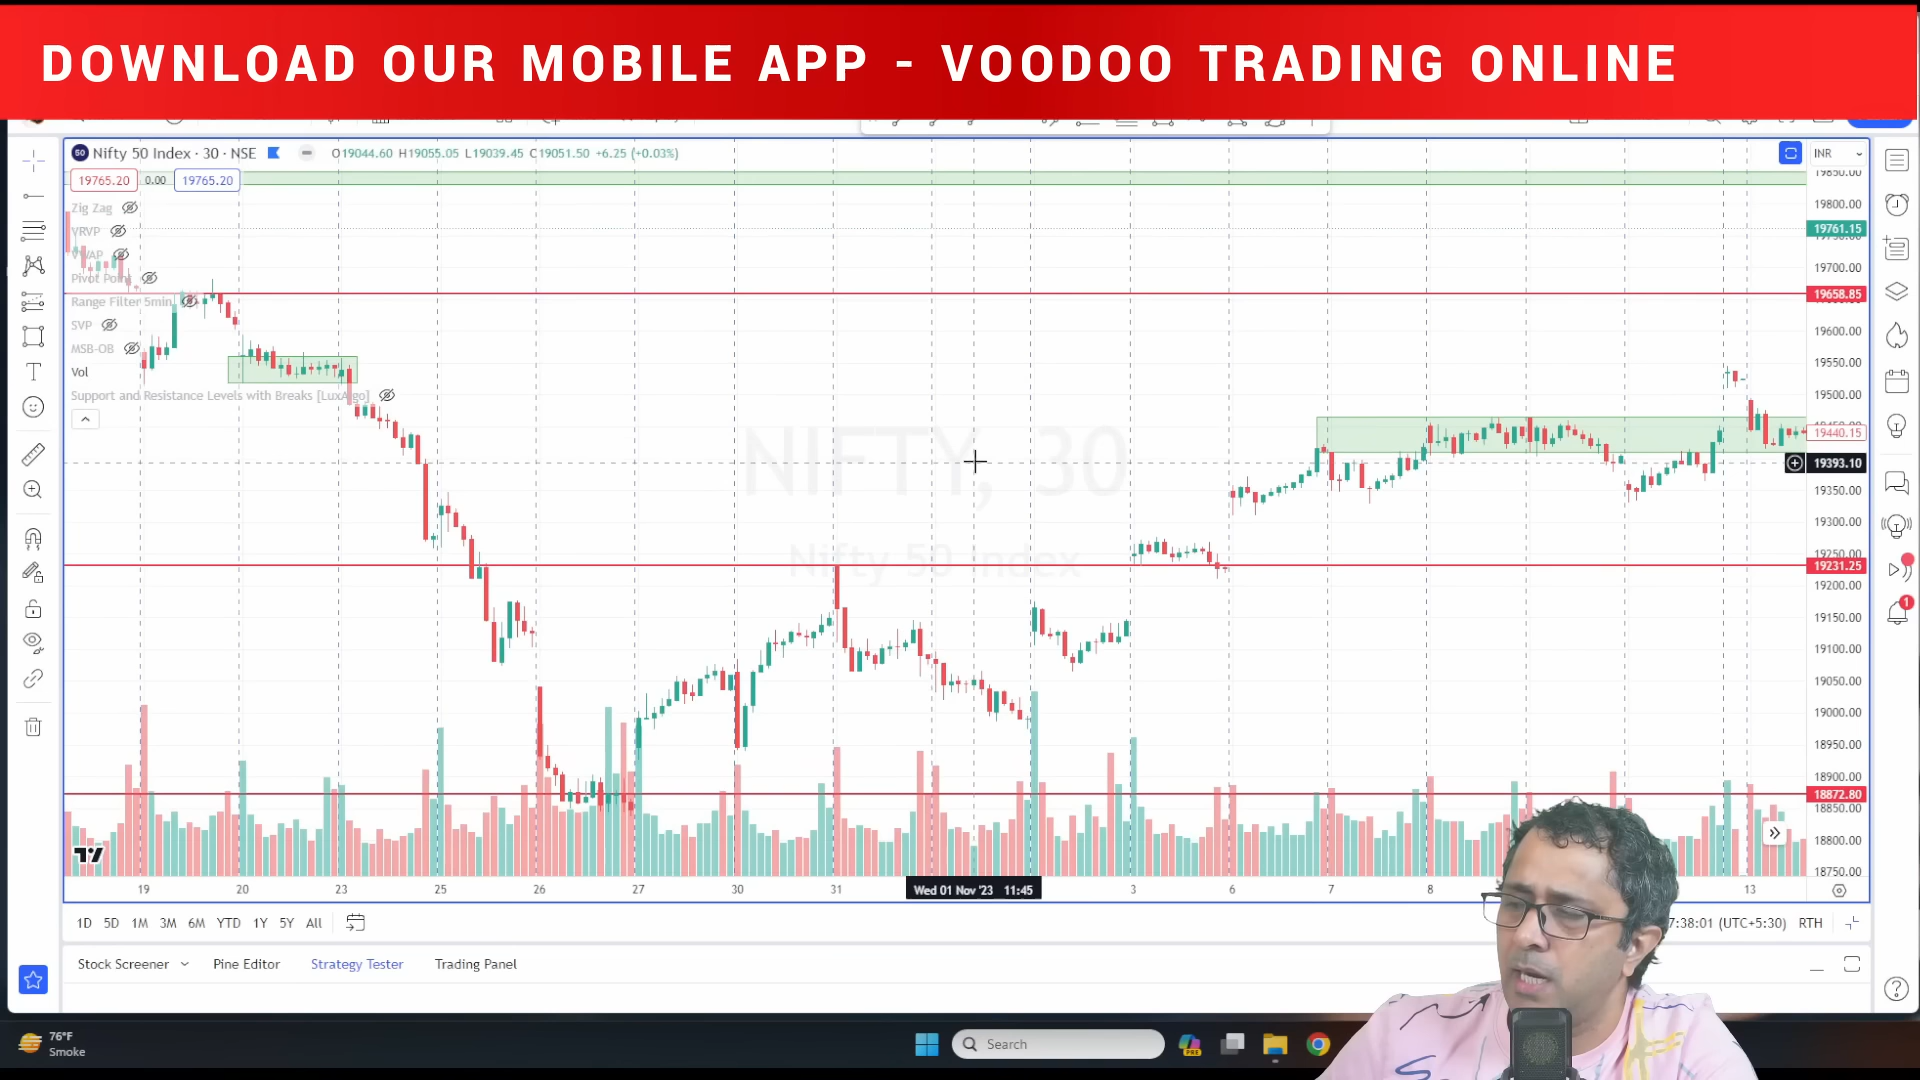 DOWNLOAD OUR MOBILE APP - VOODOO TRADING ONLINE
Nifty 50 Index · 30 · NSE O19044.60 H19055.05 L19039.45 C19051.50 +6.25 (+0.03%)
INR
19765.20 0.00 19765.20
Zig Zag
VRVP
VWAP
Pivot Point
Range Filter 5min
SVP
MSB-OB
Vol
Support and Resistance Levels with Breaks [LuxAlgo]
NIFTY, 30
Nifty 50 Index
19850.00
19800.00
19761.15
19700.00
19658.85
19600.00
19550.00
19500.00
19440.15
19393.10
19350.00
19300.00
19250.00
19231.25
19200.00
19150.00
19100.00
19050.00
19000.00
18950.00
18900.00
18872.80
18850.00
18800.00
18750.00
1
19 20 23 25 26 27 30 31 Wed 01 Nov '23 11:45 3 6 7 8 13
1D 5D 1M 3M 6M YTD 1Y 5Y All
7:38:01 (UTC+5:30) RTH
Stock Screener Pine Editor Strategy Tester Trading Panel
76°F
Smoke
Search
PRE